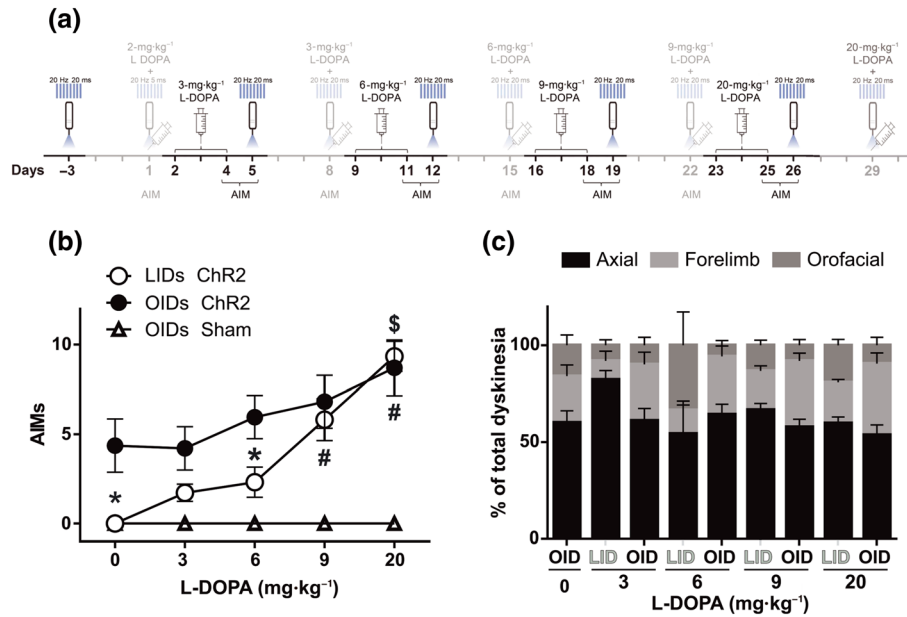 (a)
2-mg·kg⁻¹
L DOPA
+
3-mg·kg⁻¹
L DOPA
+
6-mg·kg⁻¹
L DOPA
+
9-mg·kg⁻¹
L DOPA
+
20-mg·kg⁻¹
L DOPA
+
20 Hz 20 ms
20 Hz 5 ms
3-mg·kg⁻¹
L-DOPA
20 Hz 20 ms
20 Hz 20 ms
6-mg·kg⁻¹
L-DOPA
20 Hz 20 ms
20 Hz 20 ms
9-mg·kg⁻¹
L-DOPA
20 Hz 20 ms
20 Hz 20 ms
20-mg·kg⁻¹
L-DOPA
20 Hz 20 ms
20 Hz 20 ms
Days –3 1 2 4 5 8 9 11 12 15 16 18 19 22 23 25 26 29
AIM AIM AIM AIM AIM AIM AIM AIM
(b)
LIDs ChR2
OIDs ChR2
OIDs Sham
10
5
0
AIMs
$
#
#
*
*
0 3 6 9 20
L-DOPA (mg·kg⁻¹)
(c)
Axial Forelimb Orofacial
100
50
0
% of total dyskinesia
OID LID OID LID OID LID OID LID OID
0 3 6 9 20
L-DOPA (mg·kg⁻¹)